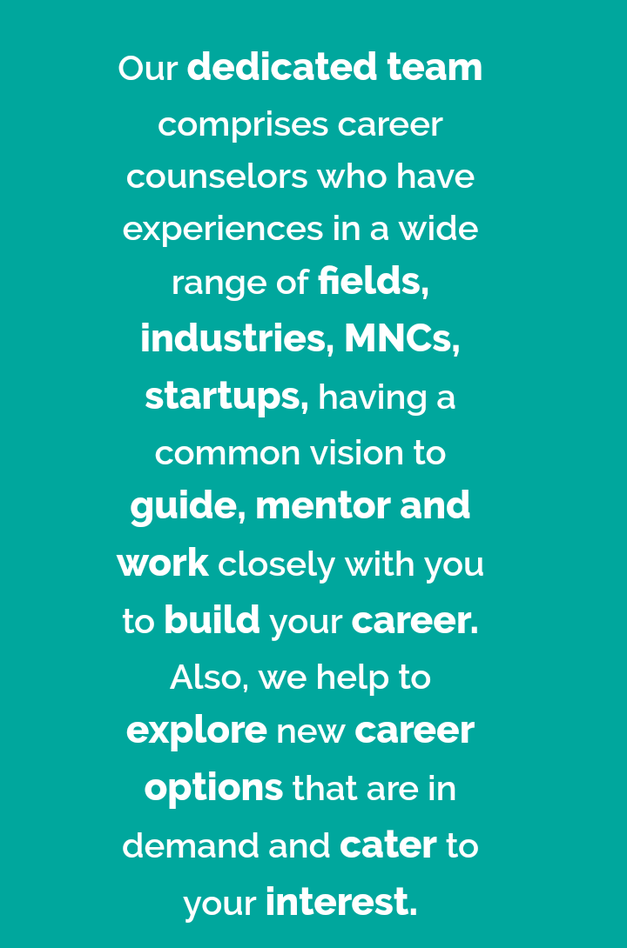 Our dedicated team
comprises career
counselors who have
experiences in a wide
range of fields,
industries, MNCs,
startups, having a
common vision to
guide, mentor and
work closely with you
to build your career.
Also, we help to
explore new career
options that are in
demand and cater to
your interest.